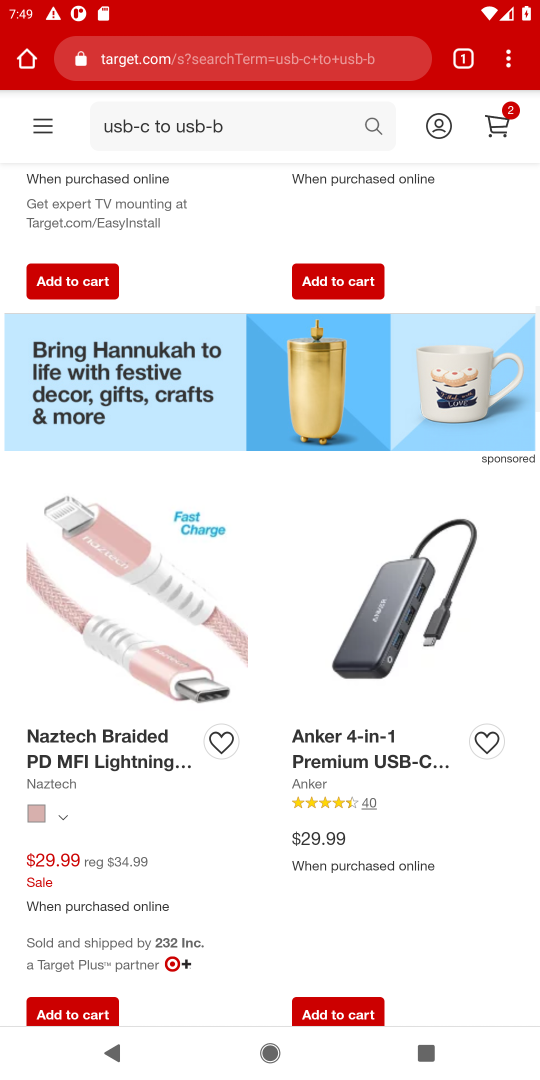 7:49
target.com/s?searchTerm=usb-c+to+usb-b
1
usb-c to usb-b
2
When purchased online
Get expert TV mounting at
Target.com/EasyInstall
Add to cart
When purchased online
Add to cart
Bring Hannukah to
life with festive
decor, gifts, crafts
& more
sponsored
Fast
Charge
Naztech Braided
PD MFI Lightning...
Naztech
$29.99 reg $34.99
Sale
When purchased online
Sold and shipped by 232 Inc.
a Target Plus™ partner
Add to cart
ANKER
Anker 4-in-1
Premium USB-C...
Anker
40
$29.99
When purchased online
Add to cart